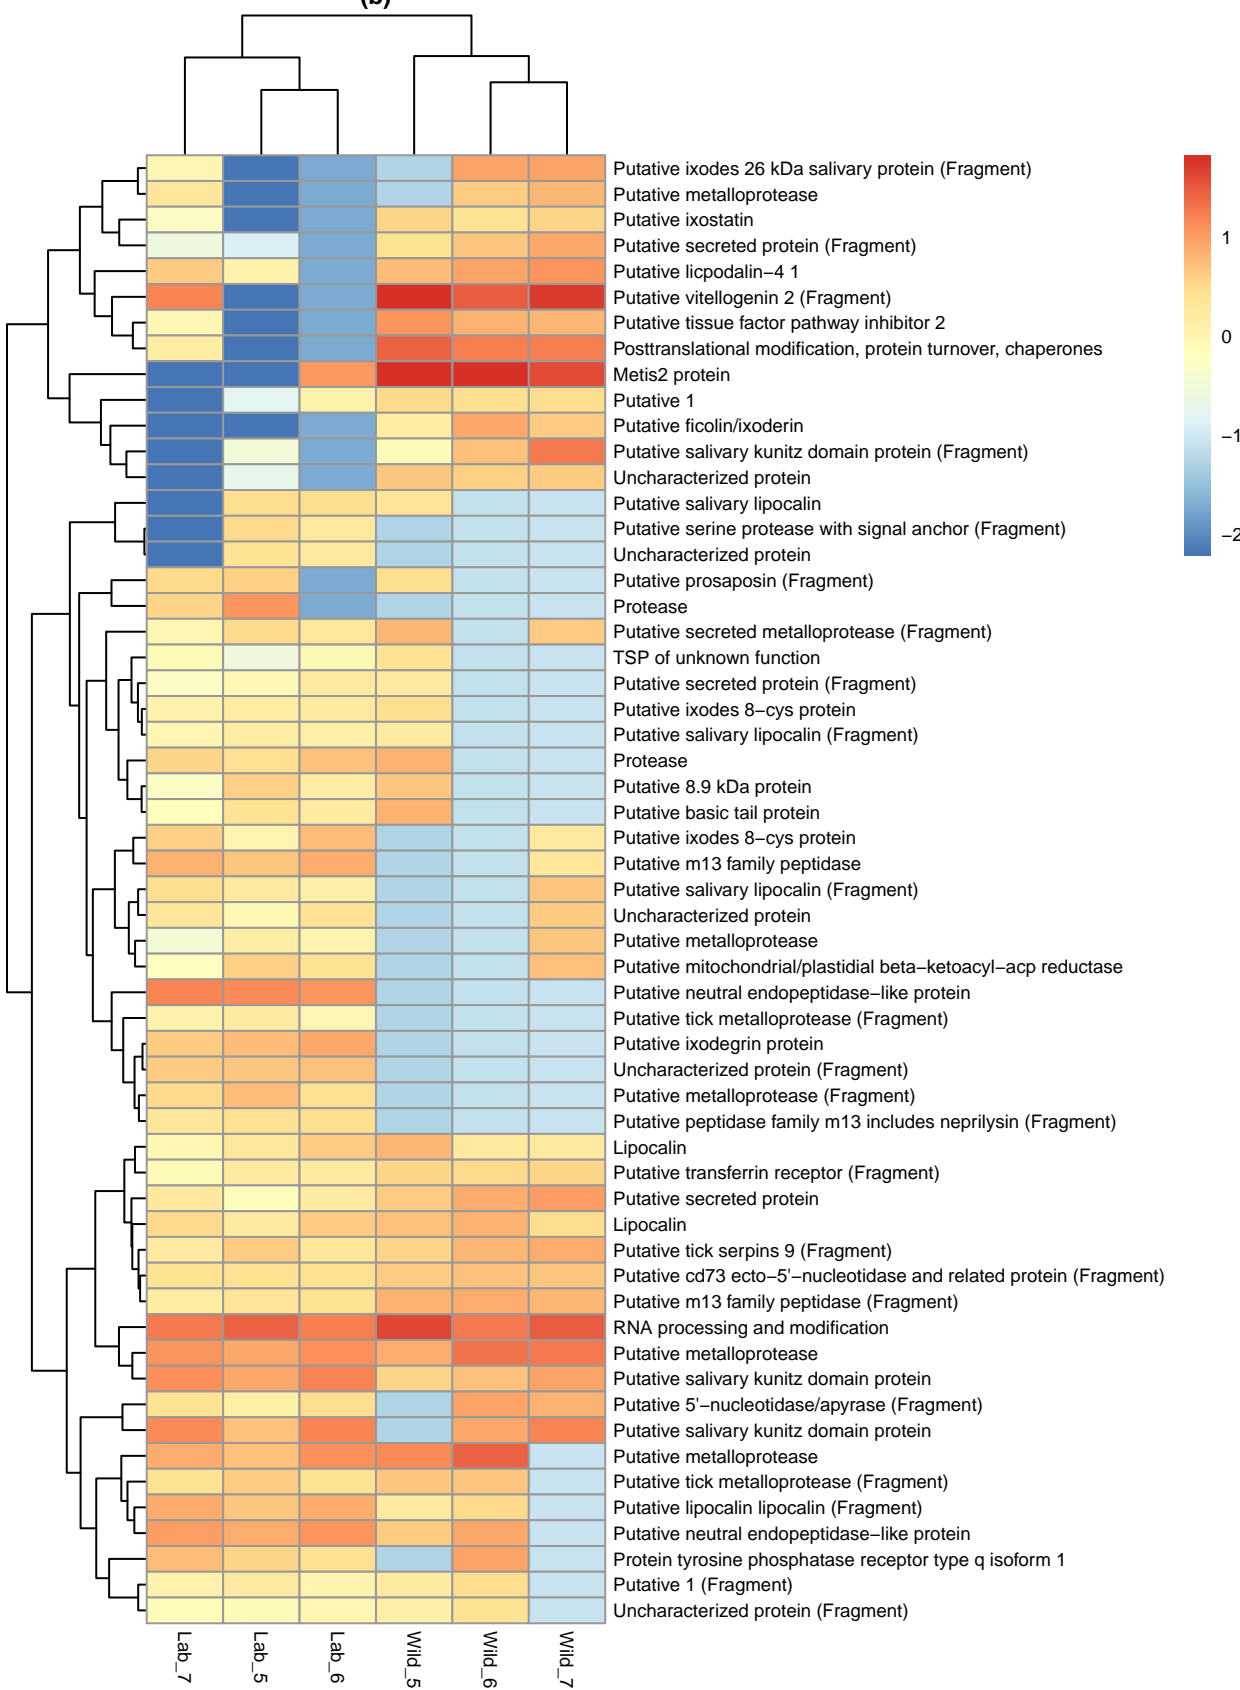 (b)
Putative ixodes 26 kDa salivary protein (Fragment)
Putative metalloprotease
Putative ixostatin
Putative secreted protein (Fragment)
Putative licpodalin−4 1
Putative vitellogenin 2 (Fragment)
Putative tissue factor pathway inhibitor 2
Posttranslational modification, protein turnover, chaperones
Metis2 protein
Putative 1
Putative ficolin/ixoderin
Putative salivary kunitz domain protein (Fragment)
Uncharacterized protein
Putative salivary lipocalin
Putative serine protease with signal anchor (Fragment)
Uncharacterized protein
Putative prosaposin (Fragment)
Protease
Putative secreted metalloprotease (Fragment)
TSP of unknown function
Putative secreted protein (Fragment)
Putative ixodes 8−cys protein
Putative salivary lipocalin (Fragment)
Protease
Putative 8.9 kDa protein
Putative basic tail protein
Putative ixodes 8−cys protein
Putative m13 family peptidase
Putative salivary lipocalin (Fragment)
Uncharacterized protein
Putative metalloprotease
Putative mitochondrial/plastidial beta−ketoacyl−acp reductase
Putative neutral endopeptidase−like protein
Putative tick metalloprotease (Fragment)
Putative ixodegrin protein
Uncharacterized protein (Fragment)
Putative metalloprotease (Fragment)
Putative peptidase family m13 includes neprilysin (Fragment)
Lipocalin
Putative transferrin receptor (Fragment)
Putative secreted protein
Lipocalin
Putative tick serpins 9 (Fragment)
Putative cd73 ecto−5'−nucleotidase and related protein (Fragment)
Putative m13 family peptidase (Fragment)
RNA processing and modification
Putative metalloprotease
Putative salivary kunitz domain protein
Putative 5'−nucleotidase/apyrase (Fragment)
Putative salivary kunitz domain protein
Putative metalloprotease
Putative tick metalloprotease (Fragment)
Putative lipocalin lipocalin (Fragment)
Putative neutral endopeptidase−like protein
Protein tyrosine phosphatase receptor type q isoform 1
Putative 1 (Fragment)
Uncharacterized protein (Fragment)
Lab_7
Lab_5
Lab_6
Wild_5
Wild_6
Wild_7
1
0
−1
−2